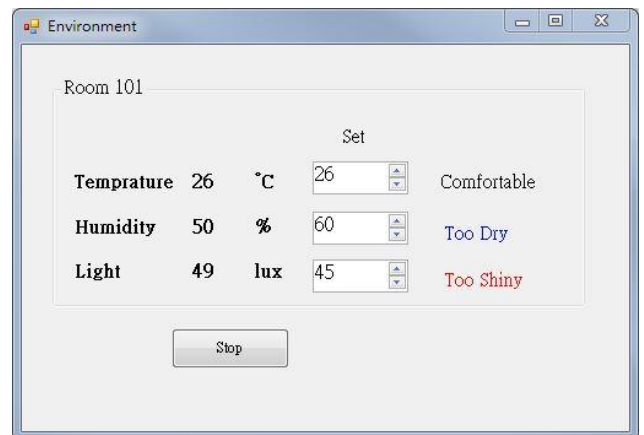 Environment
Room 101
Set
Temprature 26 °C 26 Comfortable
Humidity 50 % 60 Too Dry
Light 49 lux 45 Too Shiny
Stop